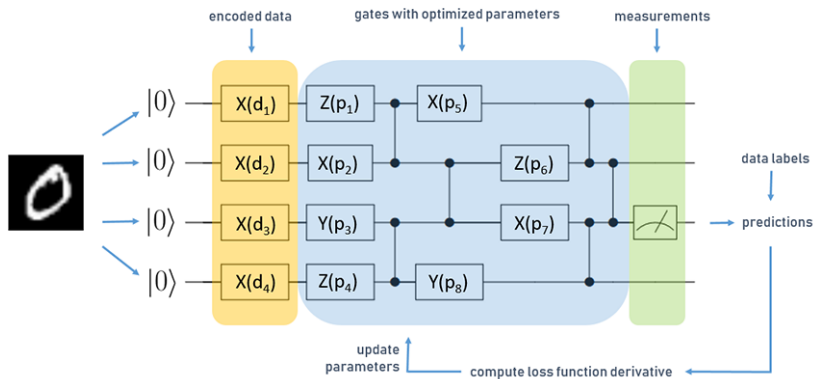 encoded data
gates with optimized parameters
measurements
|0⟩ X(d₁) Z(p₁) X(p₅)
|0⟩ X(d₂) X(p₂) Z(p₆)
data labels
|0⟩ X(d₃) Y(p₃) X(p₇)
predictions
|0⟩ X(d₄) Z(p₄) Y(p₈)
update
parameters
compute loss function derivative